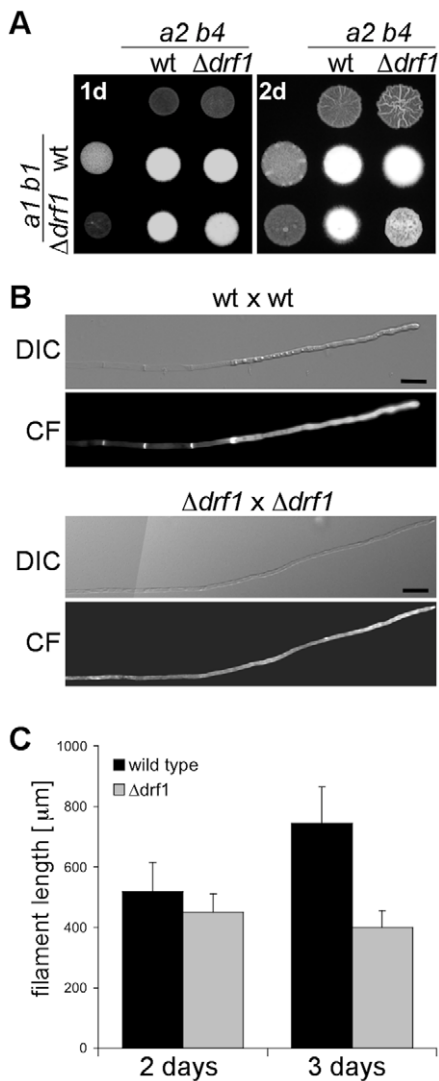 A
a2 b4
a2 b4
wt Δdrf1
wt Δdrf1
1d
2d
a1 b1
wt
Δdrf1
B
wt x wt
DIC
CF
Δdrf1 x Δdrf1
DIC
CF
C
filament length [ μm]
1000
800
600
400
200
0
wild type
Δdrf1
2 days
3 days